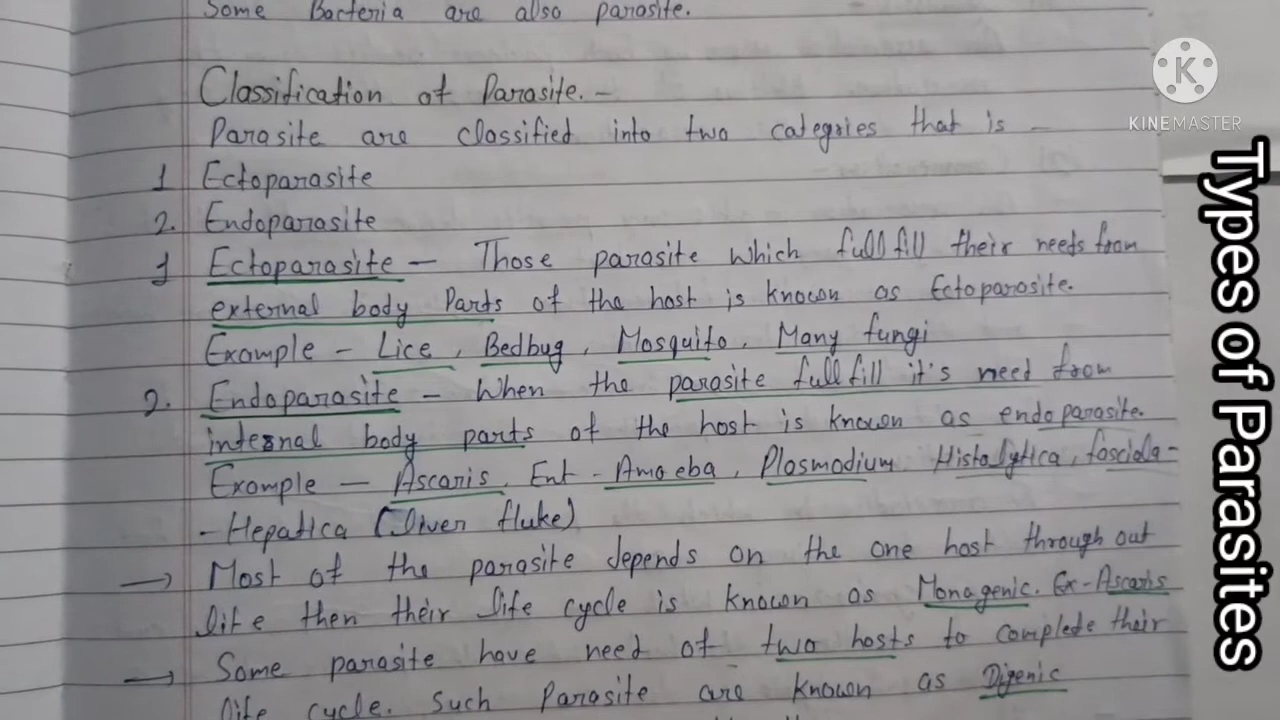 Some Bacteria are also parasite.
Classification of Parasite. -
Parasite are classified into two categries that is -
1 Ectoparasite
2. Endoparasite
1 Ectoparasite - Those parasite which fullfill their needs from
external body Parts of the host is known as Ectoparasite.
Example - Lice, Bedbug, Mosquito, Many fungi
2. Endoparasite - When the parasite fullfill it's need from
internal body parts of the host is known as endoparasite.
Example - Ascaris, Ent - Amoeba, Plasmodium Histolytica, fasciola -
- Hepatica (liver fluke)
→ Most of the parasite depends on the one host through out
life then their life cycle is known as Monagenic. Ex-Ascaris
→ Some parasite have need of two hosts to complete their
life cycle. Such Parasite are known as Digenic
KINEMASTER
Types of Parasites